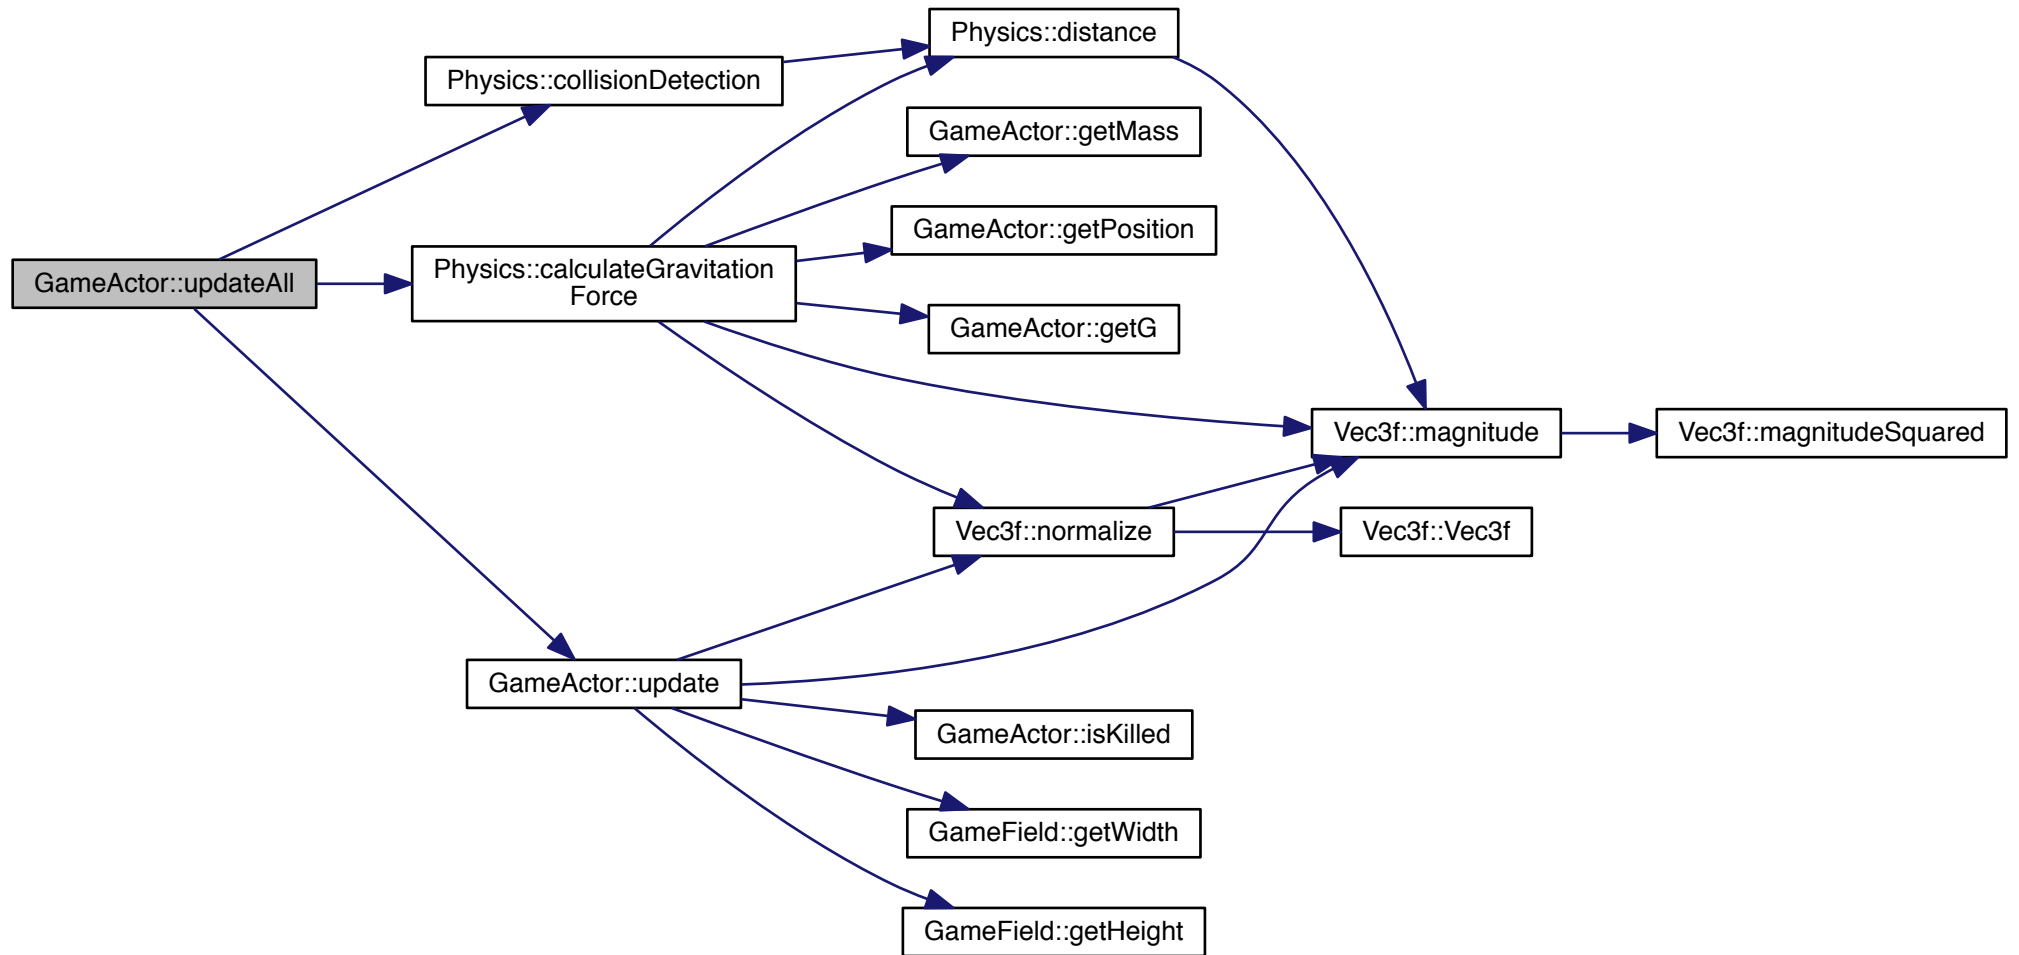 GameActor::updateAll
Physics::collisionDetection
Physics::calculateGravitation
Force
GameActor::update
Physics::distance
GameActor::getMass
GameActor::getPosition
GameActor::getG
Vec3f::normalize
GameActor::isKilled
GameField::getWidth
GameField::getHeight
Vec3f::magnitude
Vec3f::Vec3f
Vec3f::magnitudeSquared